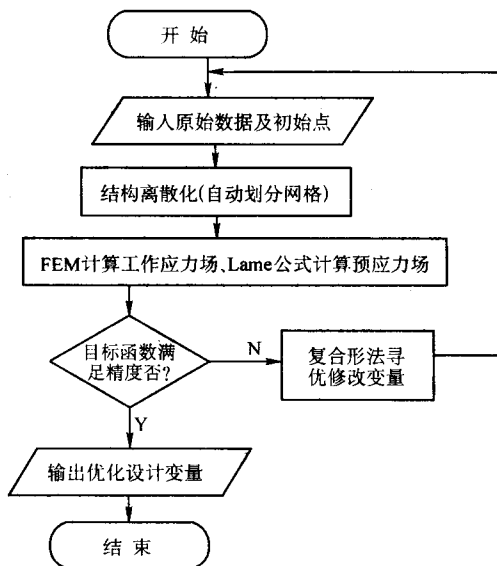 开 始
输入原始数据及初始点
结构离散化(自动划分网格)
FEM计算工作应力场、Lame公式计算预应力场
目标函数满
足精度否?
N
复合形法寻
优修改变量
Y
输出优化设计变量
结 束